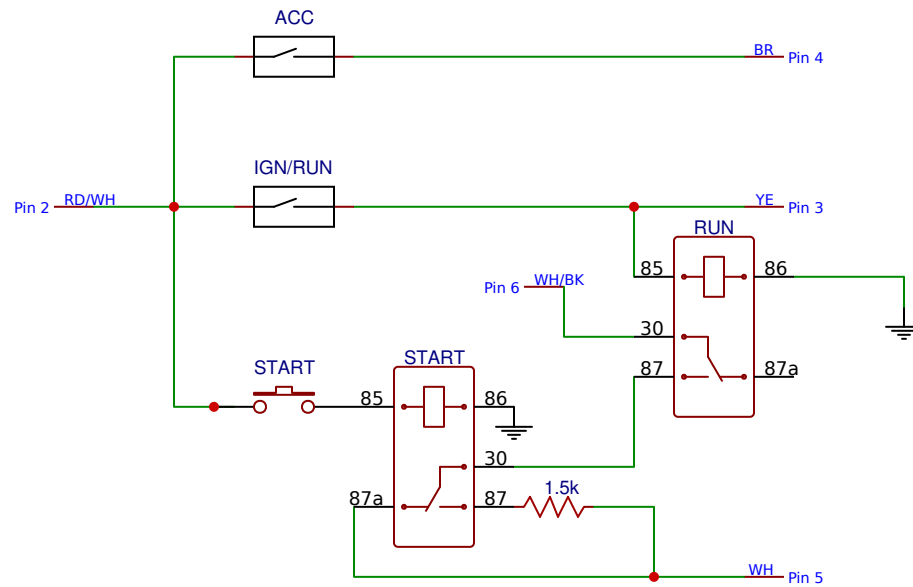 ACC
BR
Pin 4
IGN/RUN
Pin 2
RD/WH
YE
Pin 3
RUN
85
86
Pin 6
WH/BK
30
87
87a
START
START
85
86
30
87a
87
1.5k
WH
Pin 5